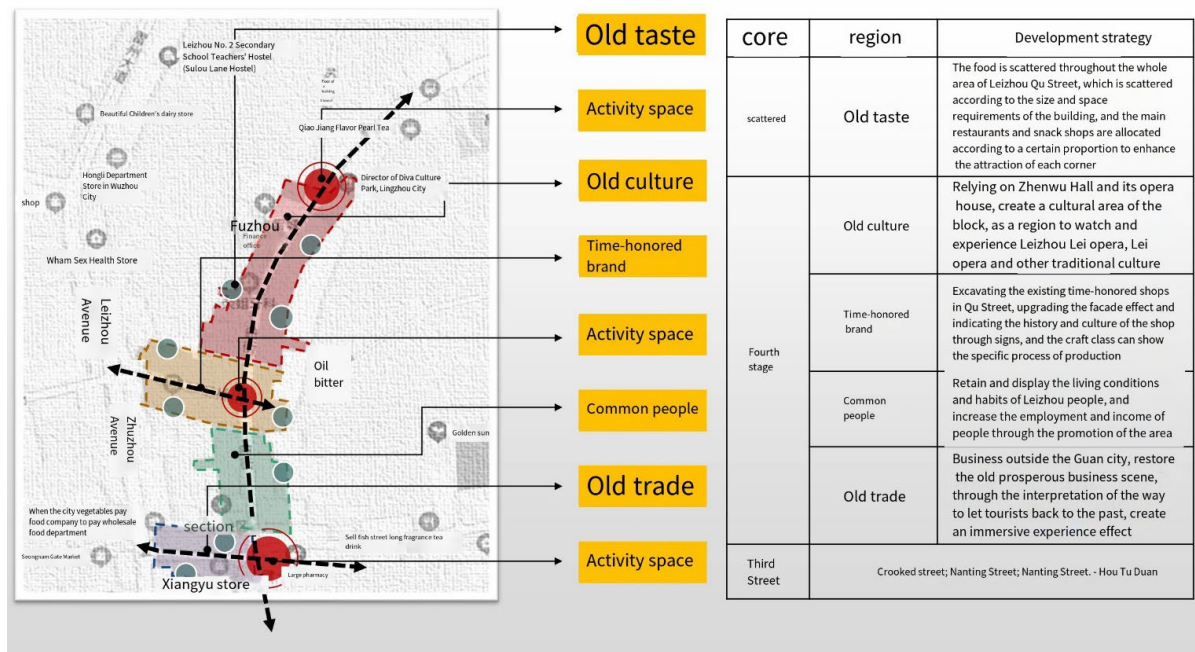 Leizhou No. 2 Secondary
School Teachers' Hostel
(Sulou Lane Hostel)
Beautiful Children's dairy store
Qiao Jiang Flavor Pearl Tea
Hongli Department
Store in Wuzhou
City
Director of Diva Culture
Park, Lingzhou City
shop
Fuzhou
Finance
office
Wham Sex Health Store
Leizhou
Avenue
Oil
bitter
Zhuzhou
Avenue
Golden sun
When the city vegetables pay
food company to pay wholesale
food department
section
Sell fish street long fragrance tea
drink
Seongnam Gate Market
Xiangyu store
Large pharmacy
Old taste
Activity space
Old culture
Time-honored
brand
Activity space
Common people
Old trade
Activity space
core
region
Development strategy
scattered
Old taste
The food is scattered throughout the whole
area of Leizhou Qu Street, which is scattered
according to the size and space
requirements of the building, and the main
restaurants and snack shops are allocated
according to a certain proportion to enhance
the attraction of each corner
Fourth
stage
Old culture
Relying on Zhenwu Hall and its opera
house, create a cultural area of the
block, as a region to watch and
experience Leizhou Lei opera, Lei
opera and other traditional culture
Time-honored
brand
Excavating the existing time-honored shops
in Qu Street, upgrading the facade effect and
indicating the history and culture of the shop
through signs, and the craft class can show
the specific process of production
Common
people
Retain and display the living conditions
and habits of Leizhou people, and
increase the employment and income of
people through the promotion of the area
Old trade
Business outside the Guan city, restore
the old prosperous business scene,
through the interpretation of the way
to let tourists back to the past, create
an immersive experience effect
Third
Street
Crooked street; Nanting Street; Nanting Street. - Hou Tu Duan